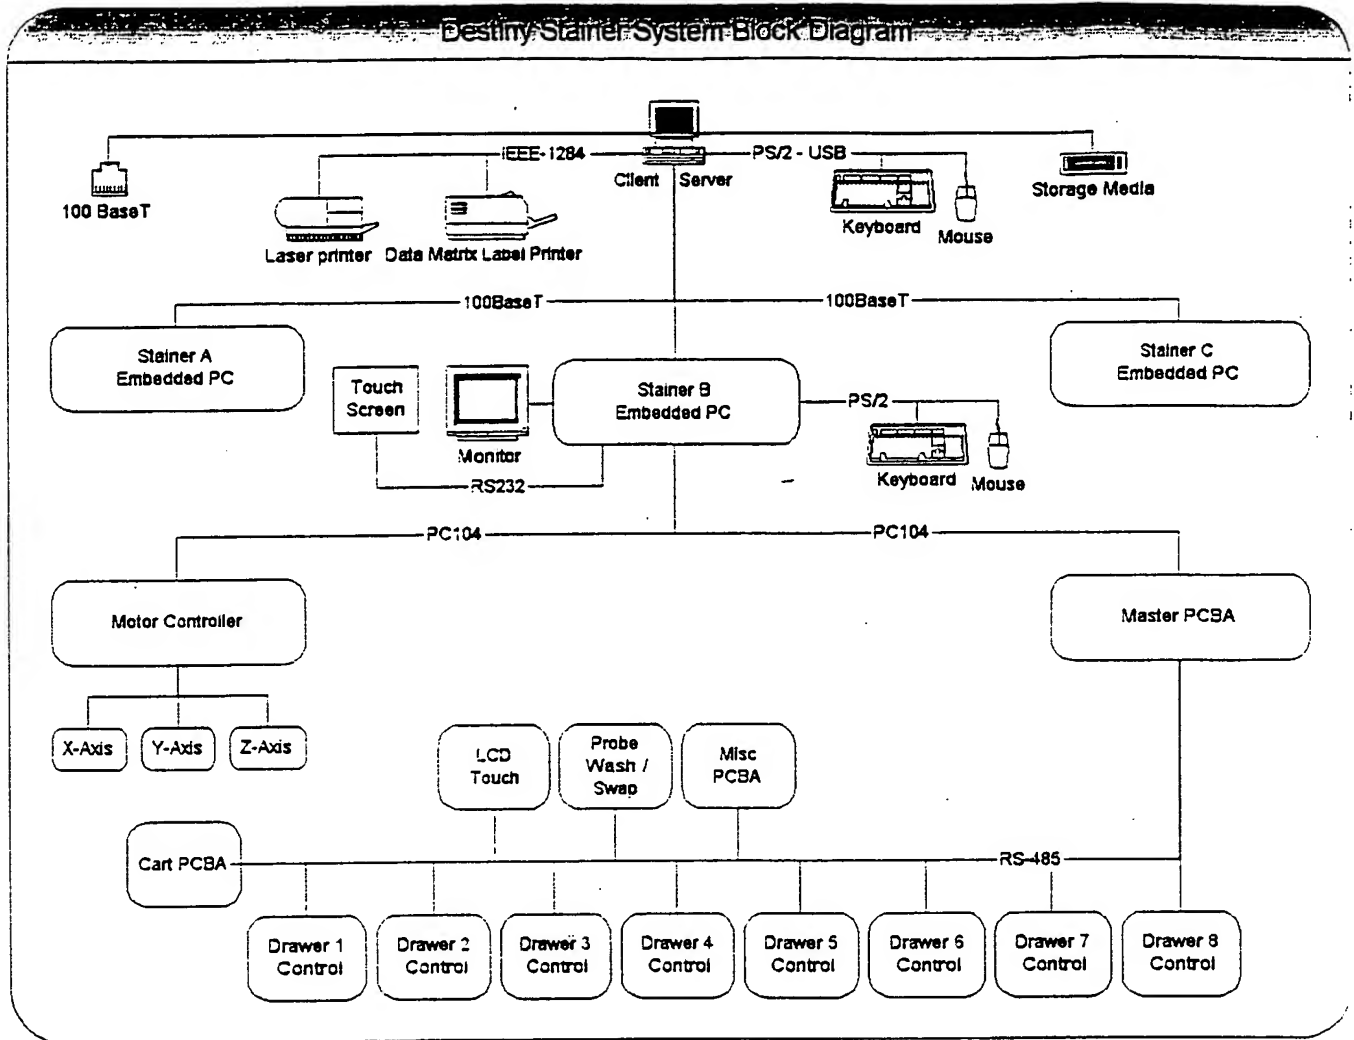 Destiny Stainer System Block Diagram
IEEE-1284
PS/2 - USB
Client Server
100 BaseT
Storage Media
Keyboard
Mouse
Laser printer
Data Matrix Label Printer
100BaseT
100BaseT
Stainer A
Embedded PC
Stainer C
Embedded PC
Touch
Screen
Stainer B
Embedded PC
PS/2
Monitor
Keyboard
Mouse
RS232
PC104
PC104
Motor Controller
Master PCBA
X-Axis
Y-Axis
Z-Axis
LCD
Touch
Probe
Wash /
Swap
Misc
PCBA
Cart PCBA
RS-485
Drawer 1
Control
Drawer 2
Control
Drawer 3
Control
Drawer 4
Control
Drawer 5
Control
Drawer 6
Control
Drawer 7
Control
Drawer 8
Control